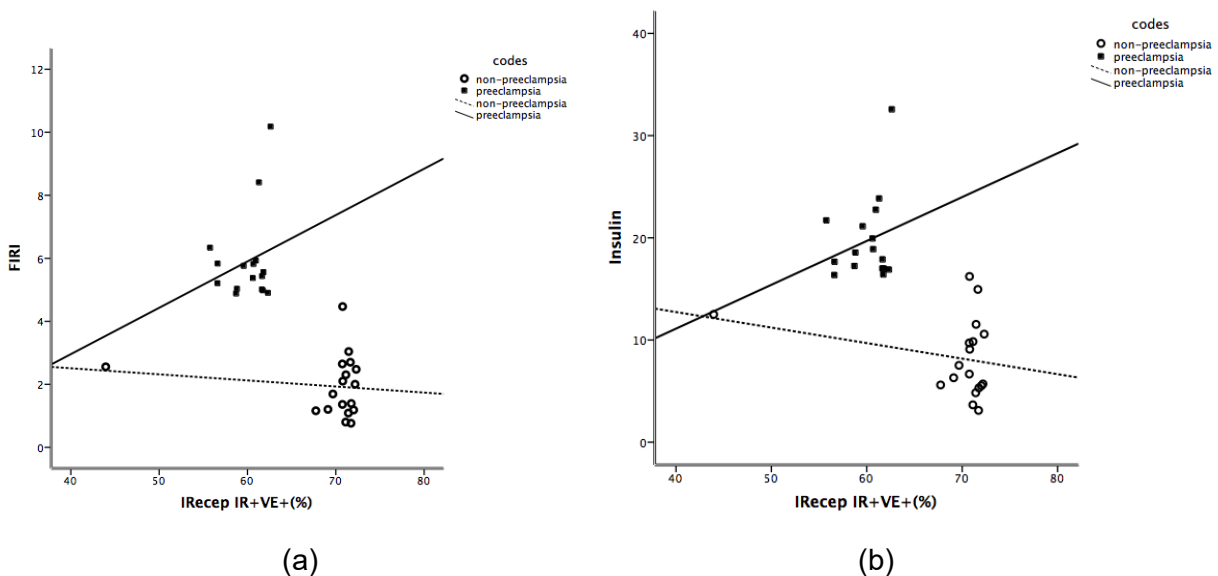 codes
non-preeclampsia
preeclampsia
non-preeclampsia
preeclampsia
12
10
8
6
4
2
0
FIRI
40 50 60 70 80
IRecep IR+VE+(%)
(a)
codes
non-preeclampsia
preeclampsia
non-preeclampsia
preeclampsia
40
30
20
10
0
Insulin
40 50 60 70 80
IRecep IR+VE+(%)
(b)